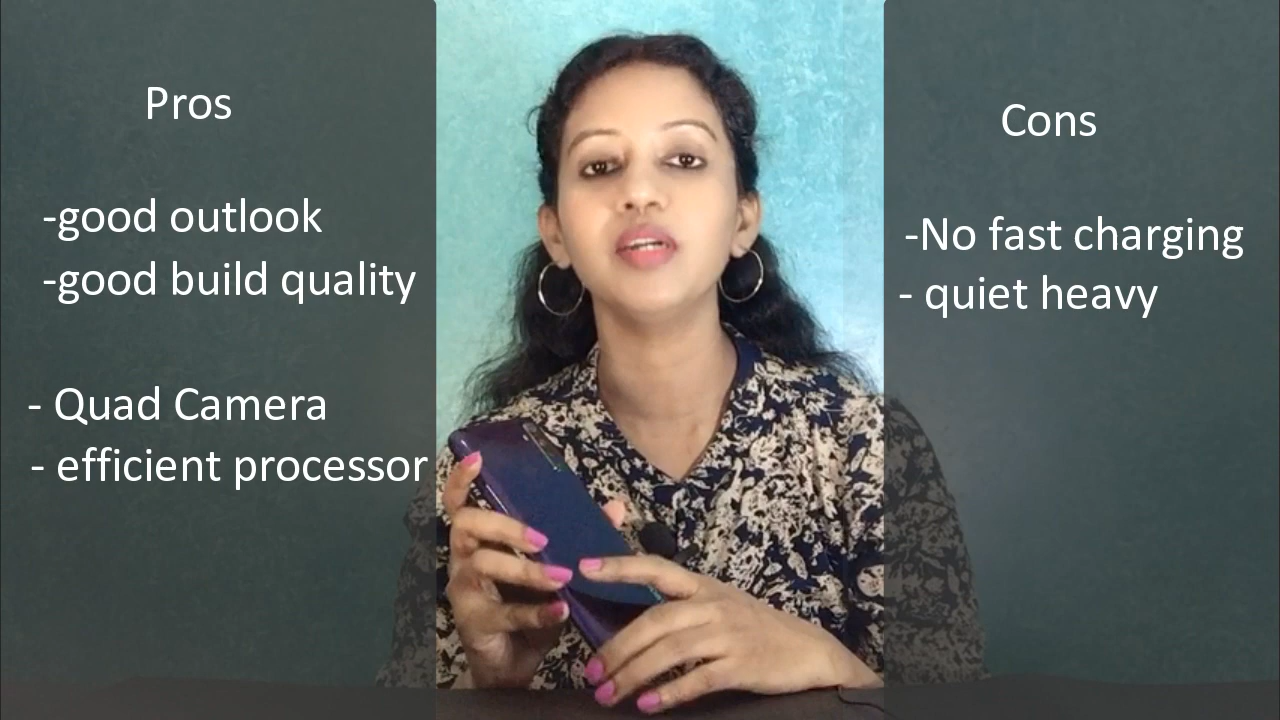 Pros
-good outlook
-good build quality
- Quad Camera
- efficient processor
Cons
-No fast charging
- quiet heavy